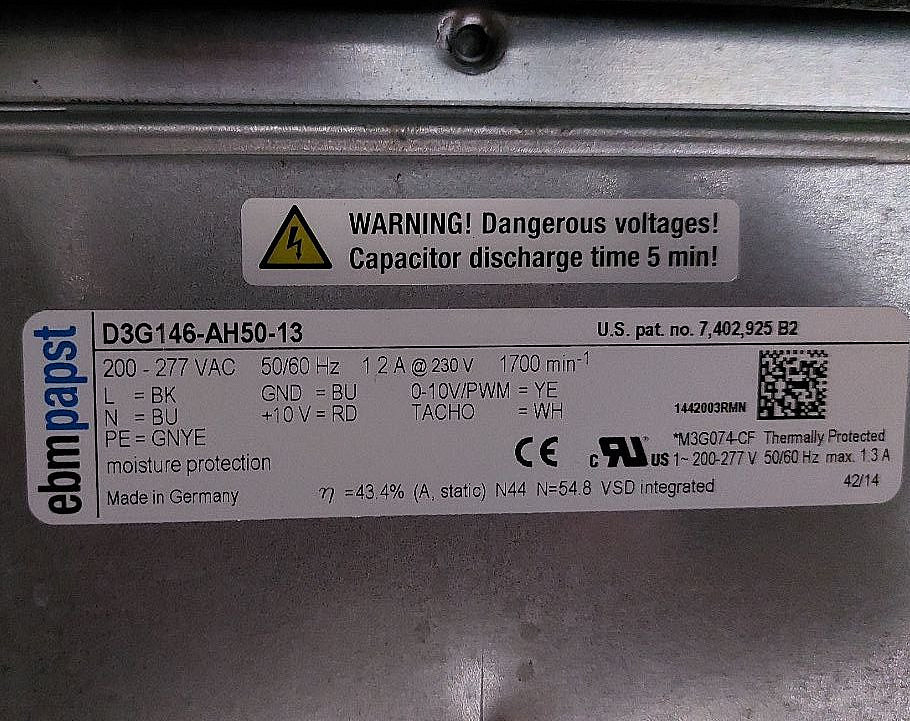 WARNING! Dangerous voltages!
Capacitor discharge time 5 min!
ebmpapst
D3G146-AH50-13 U.S. pat. no. 7,402,925 B2
200 - 277 VAC 50/60 Hz 1.2 A @ 230 V 1700 min-1
L = BK GND = BU 0-10V/PWM = YE
N = BU +10 V = RD TACHO = WH
1442003RMN
PE = GNYE
*M3G074-CF Thermally Protected
moisture protection CE c RU US 1~ 200-277 V 50/60 Hz max. 1.3 A
Made in Germany η =43.4% (A, static) N44 N=54.8 VSD integrated 42/14